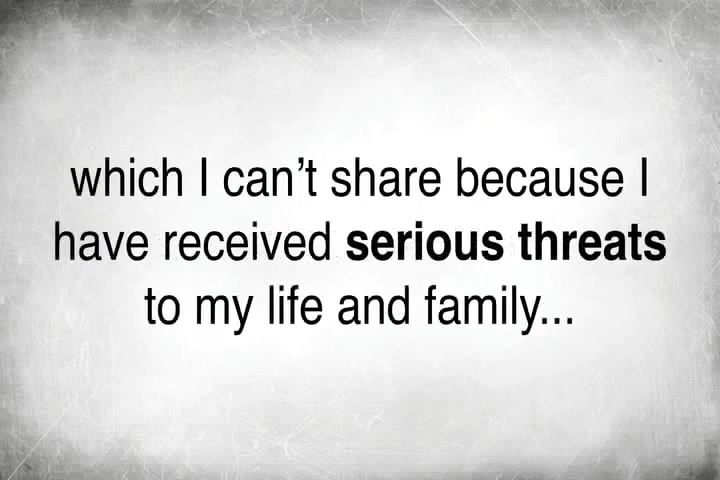 which I can’t share because I
have received serious threats
to my life and family...